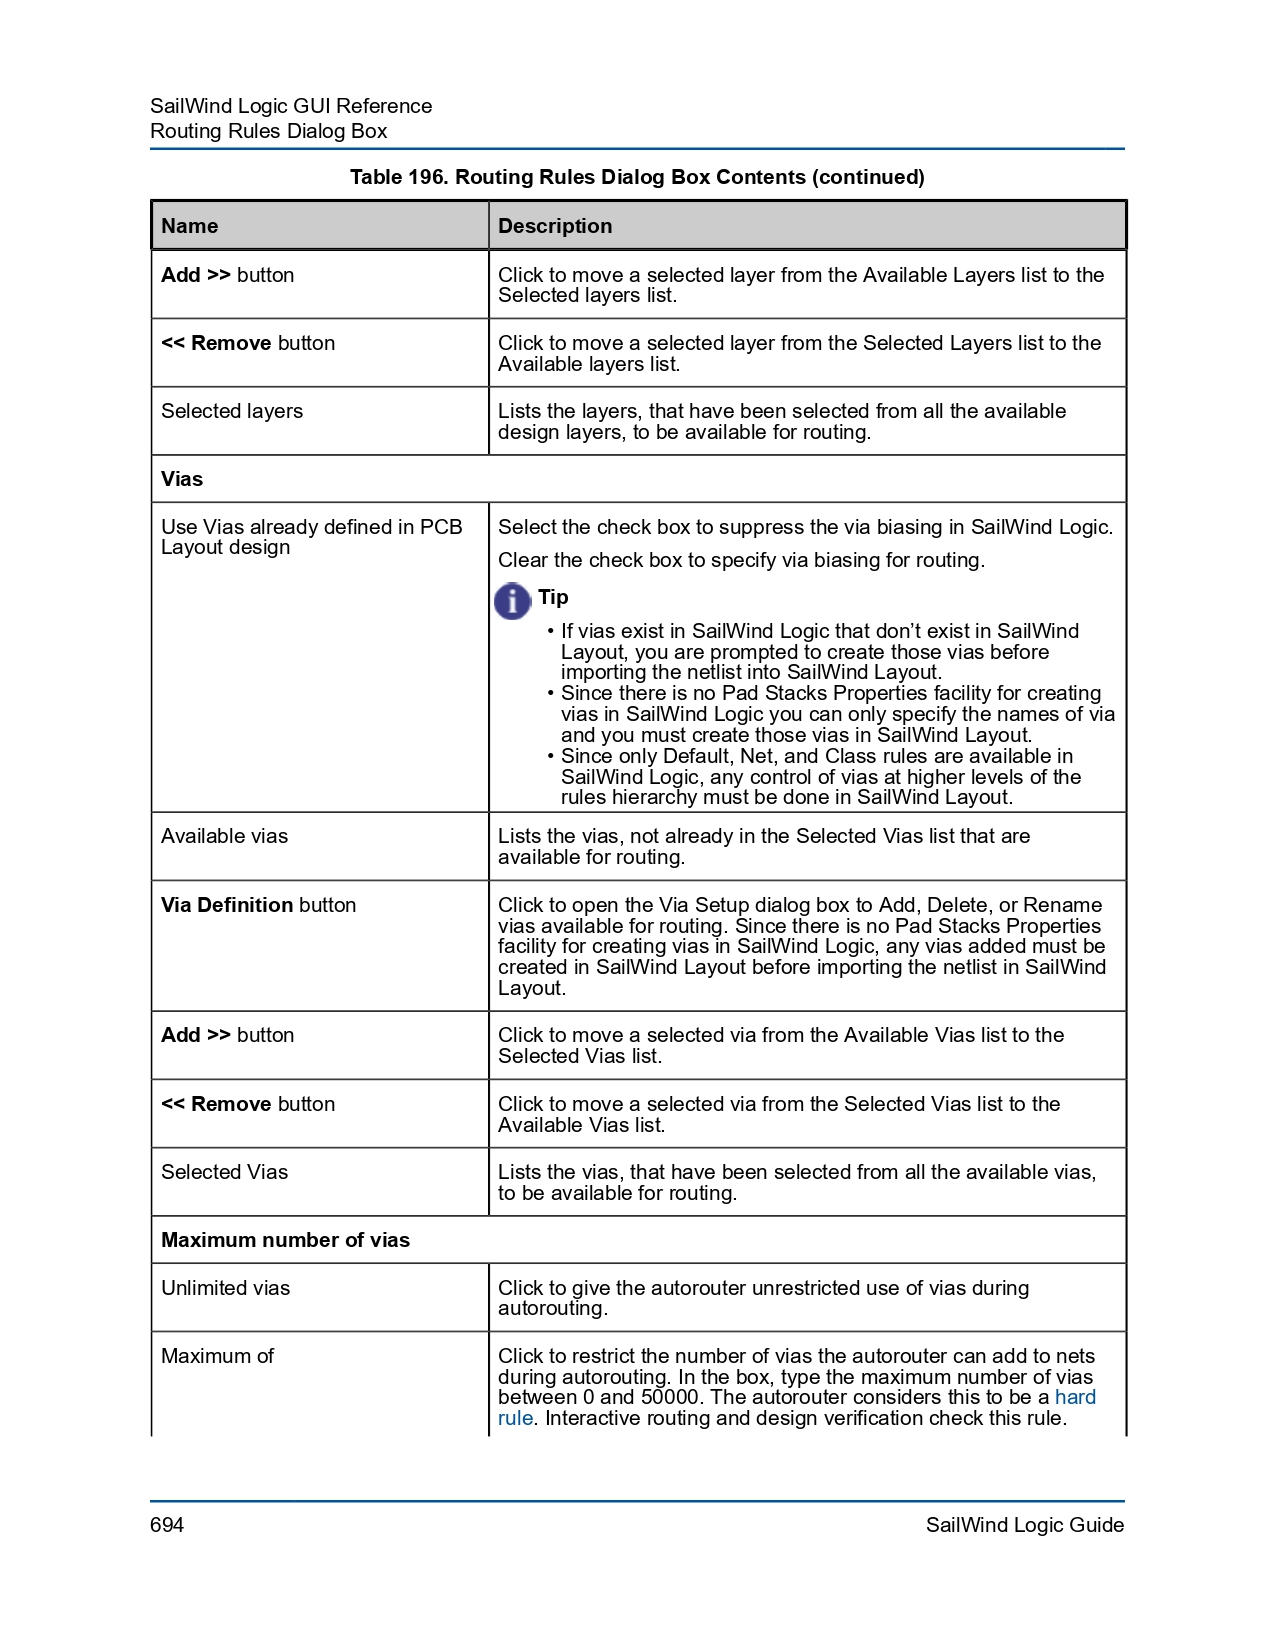 SailWind Logic GUI Reference
Routing Rules Dialog Box
Table 196. Routing Rules Dialog Box Contents (continued)
Name
Description
Add >> button
Click to move a selected layer from the Available Layers list to the
Selected layers list.
<< Remove button
Click to move a selected layer from the Selected Layers list to the
Available layers list.
Selected layers
Lists the layers, that have been selected from all the available
design layers, to be available for routing.
Vias
Use Vias already defined in PCB
Layout design
Select the check box to suppress the via biasing in SailWind Logic.
Clear the check box to specify via biasing for routing.
Tip
• If vias exist in SailWind Logic that don’t exist in SailWind
Layout, you are prompted to create those vias before
importing the netlist into SailWind Layout.
• Since there is no Pad Stacks Properties facility for creating
vias in SailWind Logic you can only specify the names of via
and you must create those vias in SailWind Layout.
• Since only Default, Net, and Class rules are available in
SailWind Logic, any control of vias at higher levels of the
rules hierarchy must be done in SailWind Layout.
Available vias
Lists the vias, not already in the Selected Vias list that are
available for routing.
Via Definition button
Click to open the Via Setup dialog box to Add, Delete, or Rename
vias available for routing. Since there is no Pad Stacks Properties
facility for creating vias in SailWind Logic, any vias added must be
created in SailWind Layout before importing the netlist in SailWind
Layout.
Add >> button
Click to move a selected via from the Available Vias list to the
Selected Vias list.
<< Remove button
Click to move a selected via from the Selected Vias list to the
Available Vias list.
Selected Vias
Lists the vias, that have been selected from all the available vias,
to be available for routing.
Maximum number of vias
Unlimited vias
Click to give the autorouter unrestricted use of vias during
autorouting.
Maximum of
Click to restrict the number of vias the autorouter can add to nets
during autorouting. In the box, type the maximum number of vias
between 0 and 50000. The autorouter considers this to be a hard
rule. Interactive routing and design verification check this rule.
694
SailWind Logic Guide